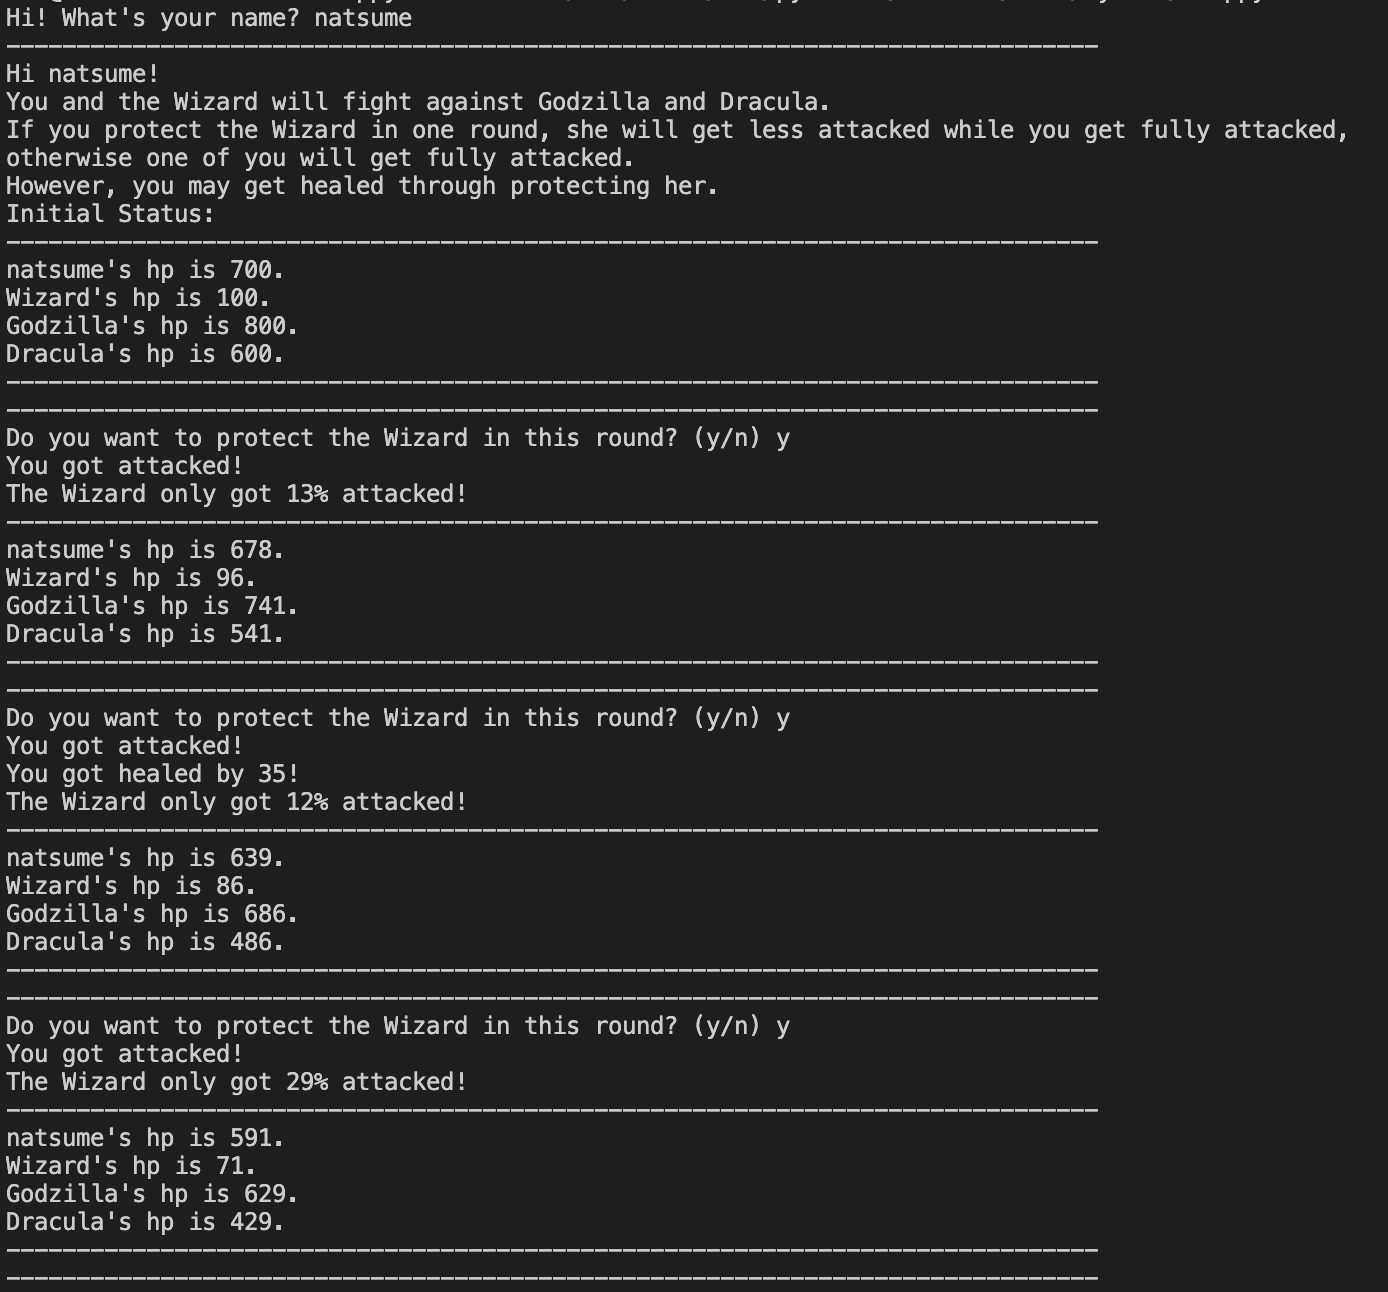 Hi! What's your name? natsume
------------------------------------------------------------------------------
Hi natsume!
You and the Wizard will fight against Godzilla and Dracula.
If you protect the Wizard in one round, she will get less attacked while you get fully attacked,
otherwise one of you will get fully attacked.
However, you may get healed through protecting her.
Initial Status:
------------------------------------------------------------------------------
natsume's hp is 700.
Wizard's hp is 100.
Godzilla's hp is 800.
Dracula's hp is 600.
------------------------------------------------------------------------------
------------------------------------------------------------------------------
Do you want to protect the Wizard in this round? (y/n) y
You got attacked!
The Wizard only got 13% attacked!
------------------------------------------------------------------------------
natsume's hp is 678.
Wizard's hp is 96.
Godzilla's hp is 741.
Dracula's hp is 541.
------------------------------------------------------------------------------
------------------------------------------------------------------------------
Do you want to protect the Wizard in this round? (y/n) y
You got attacked!
You got healed by 35!
The Wizard only got 12% attacked!
------------------------------------------------------------------------------
natsume's hp is 639.
Wizard's hp is 86.
Godzilla's hp is 686.
Dracula's hp is 486.
------------------------------------------------------------------------------
------------------------------------------------------------------------------
Do you want to protect the Wizard in this round? (y/n) y
You got attacked!
The Wizard only got 29% attacked!
------------------------------------------------------------------------------
natsume's hp is 591.
Wizard's hp is 71.
Godzilla's hp is 629.
Dracula's hp is 429.
------------------------------------------------------------------------------
------------------------------------------------------------------------------